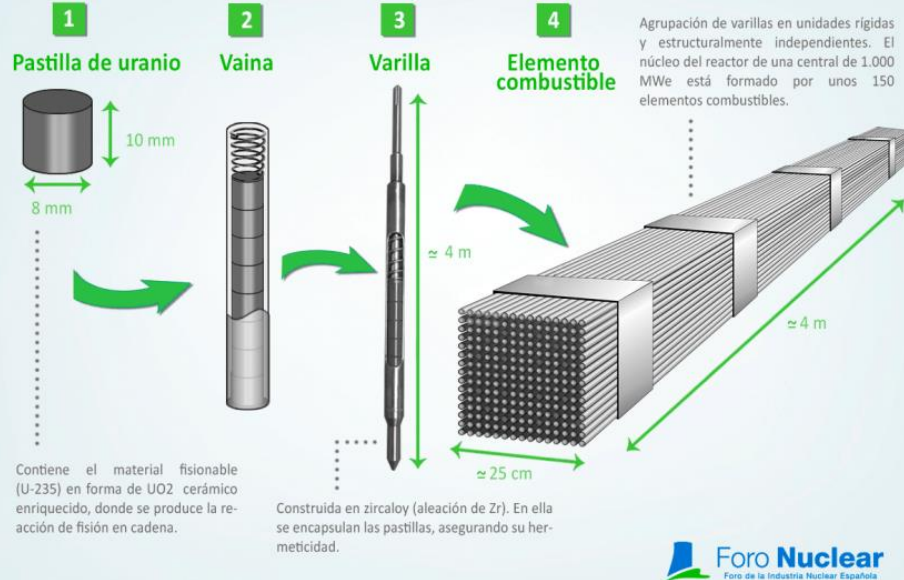 1
Pastilla de uranio
10 mm
8 mm
Contiene el material fisionable
(U-235) en forma de UO2 cerámico
enriquecido, donde se produce la re-
acción de fisión en cadena.
2
Vaina
3
Varilla
≃ 4 m
Construida en zircaloy (aleación de Zr). En ella
se encapsulan las pastillas, asegurando su her-
meticidad.
4
Elemento
combustible
Agrupación de varillas en unidades rígidas
y estructuralmente independientes. El
núcleo del reactor de una central de 1.000
MWe está formado por unos 150
elementos combustibles.
≃ 4 m
≃ 25 cm
Foro Nuclear
Foro de la Industria Nuclear Española